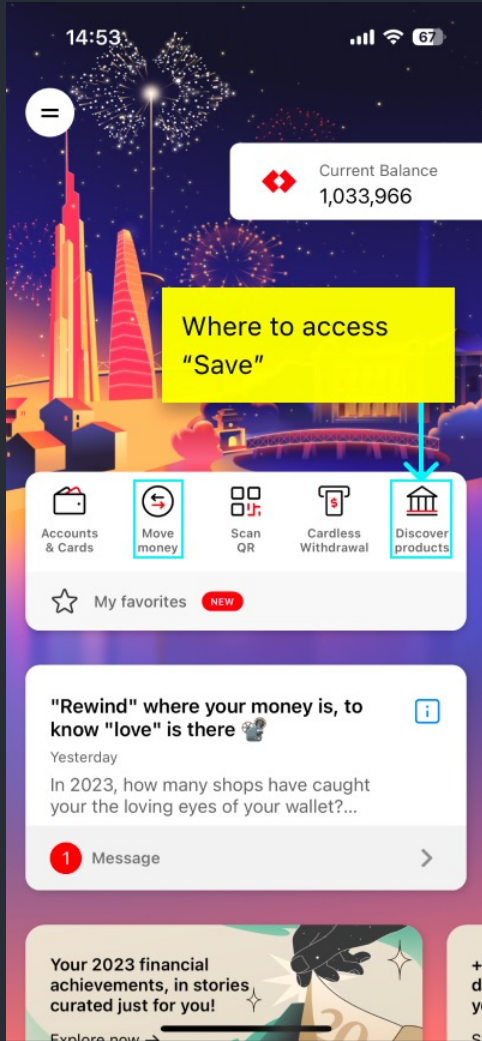 14:53
67
Current Balance
1,033,966
Where to access
“Save”
Accounts
& Cards
Move
money
Scan
QR
Cardless
Withdrawal
Discover
products
My favorites
NEW
"Rewind" where your money is, to
know "love" is there
Yesterday
In 2023, how many shops have caught
your the loving eyes of your wallet?...
1 Message
Your 2023 financial
achievements, in stories
curated just for you!
Explore now →
20
+
d
y
S